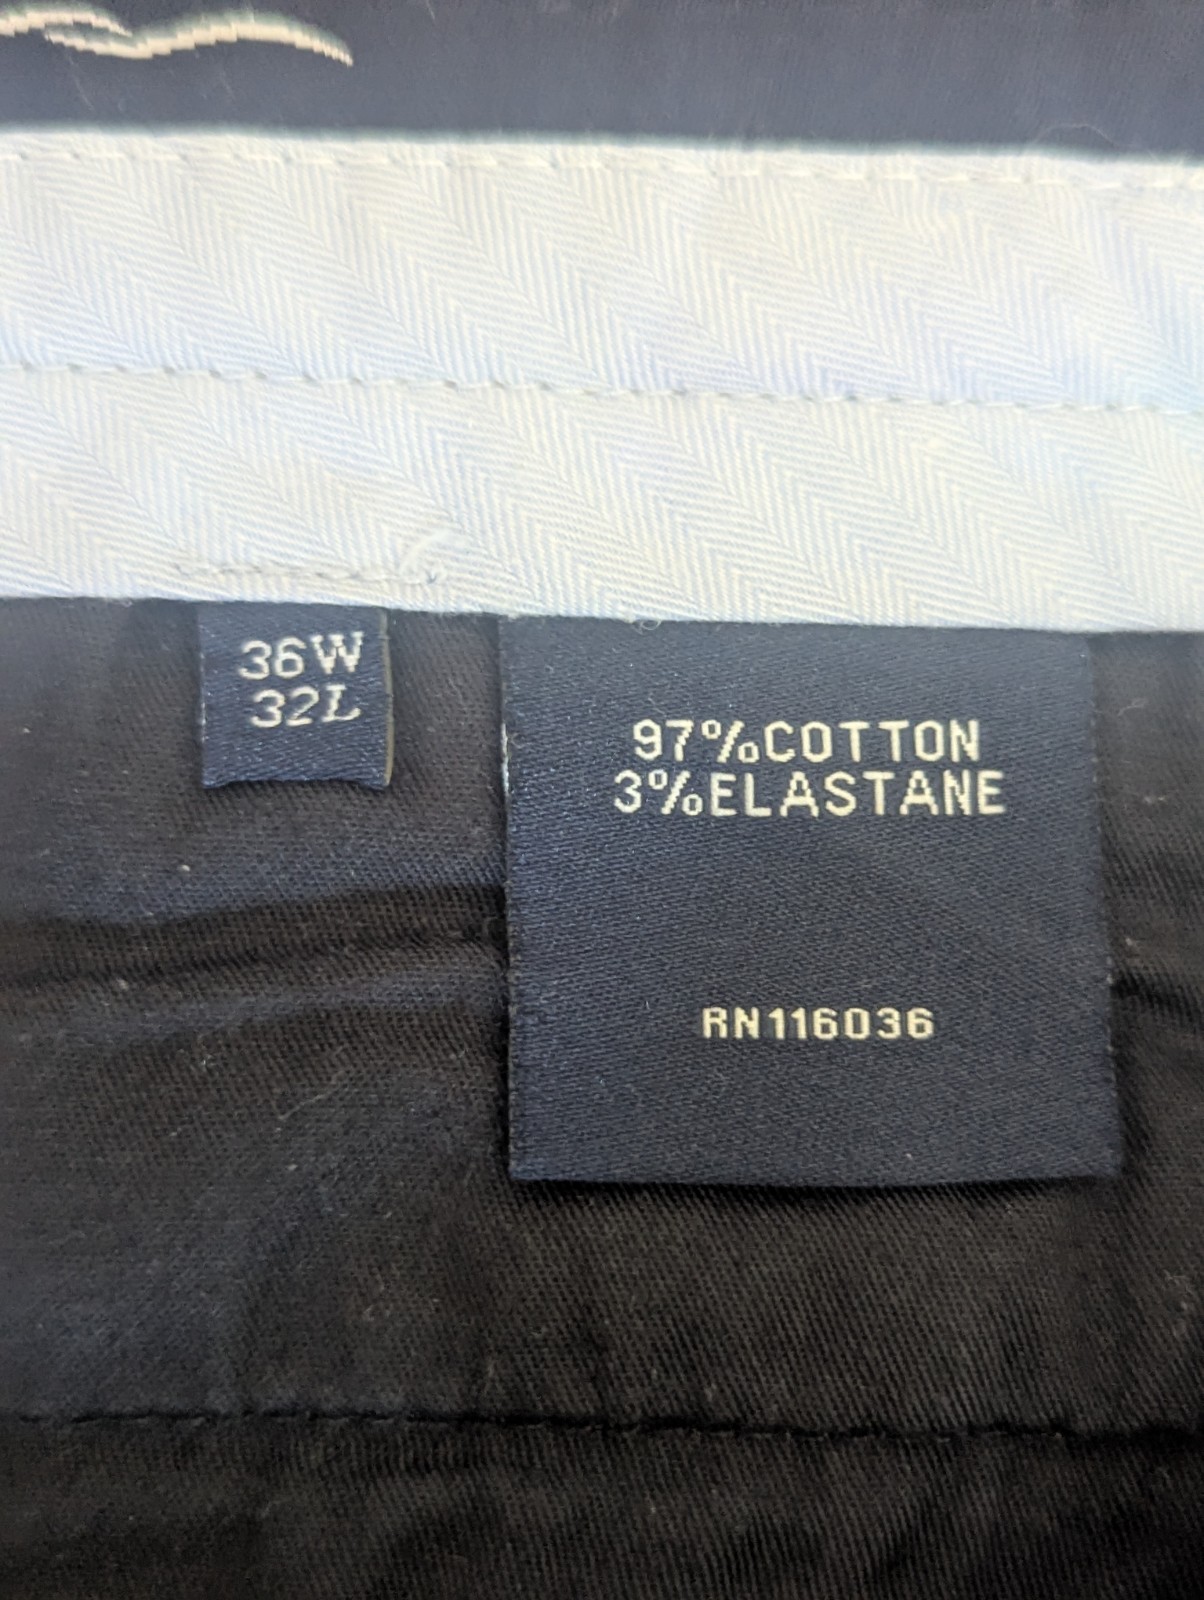 36W
32L
97%COTTON
3%ELASTANE
RN116036